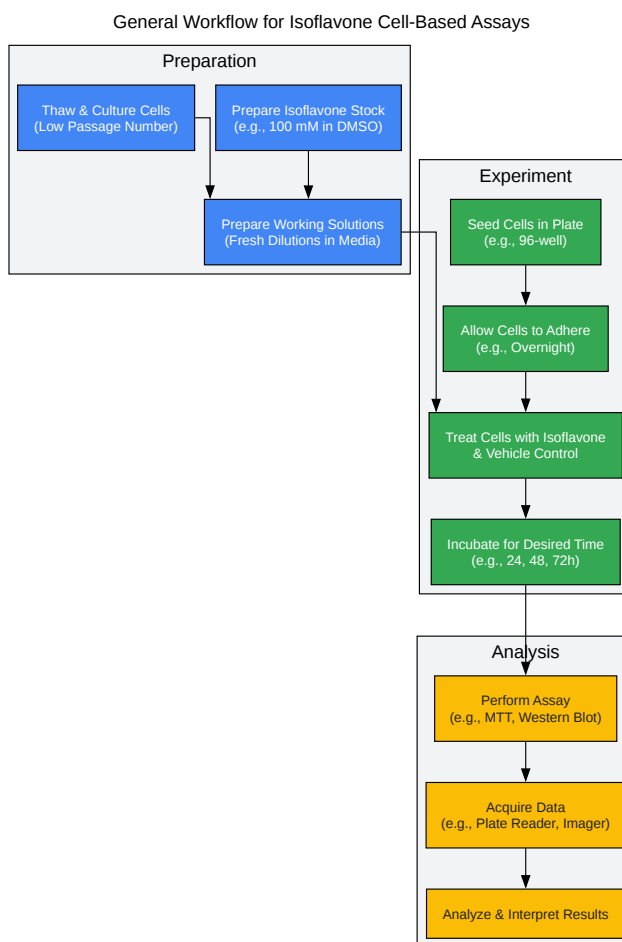 General Workflow for Isoflavone Cell-Based Assays
Preparation
Thaw & Culture Cells
(Low Passage Number)
Prepare Isoflavone Stock
(e.g., 100 mM in DMSO)
Prepare Working Solutions
(Fresh Dilutions in Media)
Experiment
Seed Cells in Plate
(e.g., 96-well)
Allow Cells to Adhere
(e.g., Overnight)
Treat Cells with Isoflavone
& Vehicle Control
Incubate for Desired Time
(e.g., 24, 48, 72h)
Analysis
Perform Assay
(e.g., MTT, Western Blot)
Acquire Data
(e.g., Plate Reader, Imager)
Analyze & Interpret Results